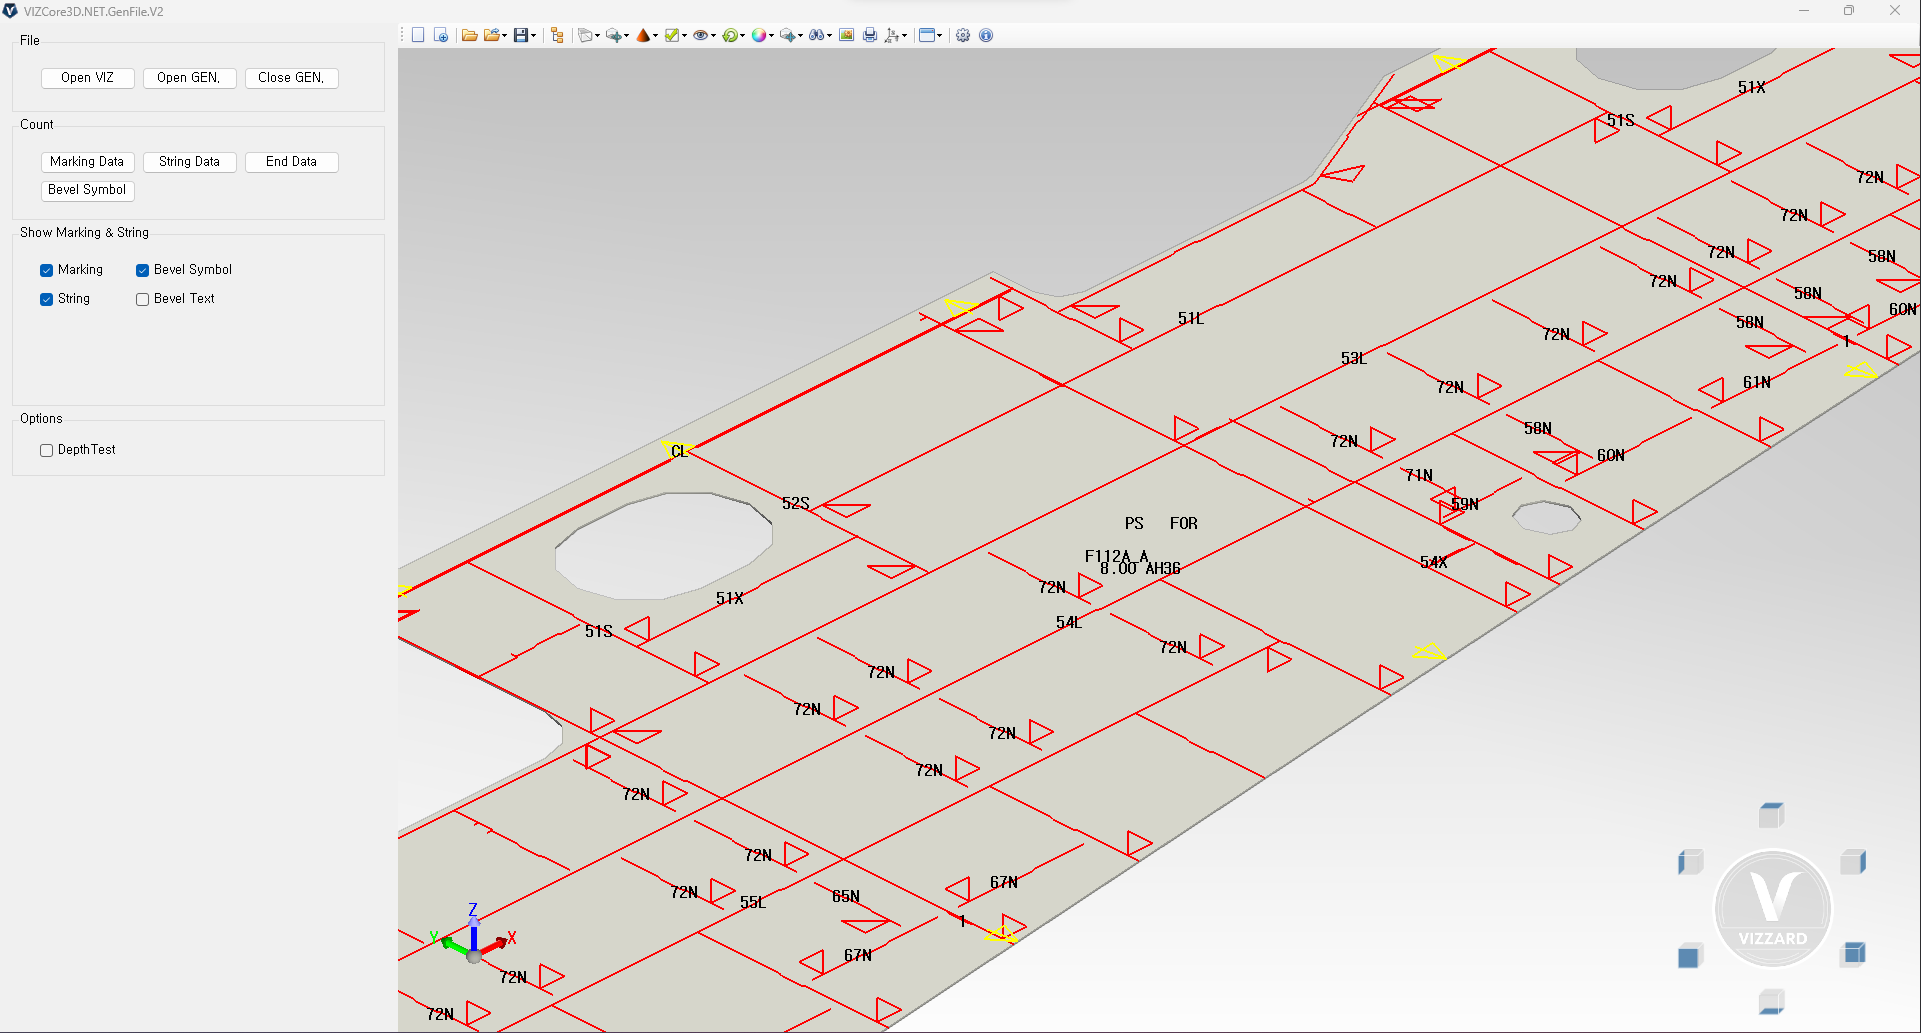 VIZCore3D.NET.GenFile.V2
File
Open VIZ
Open GEN.
Close GEN.
Count
Marking Data
String Data
End Data
Bevel Symbol
Show Marking & String
Marking
Bevel Symbol
String
Bevel Text
Options
DepthTest
51X
51S
72N
72N
72N
58N
72N
58N
60N
51L
58N
72N
1
53L
61N
72N
58N
72N
CL
60N
71N
52S
59N
PS FOR
F112A_A
54X
8.00 AH36
72N
51X
54L
51S
72N
72N
72N
72N
72N
72N
72N
67N
72N
65N
55L
1
Z
Y
X
VIZZARD
67N
72N
72N